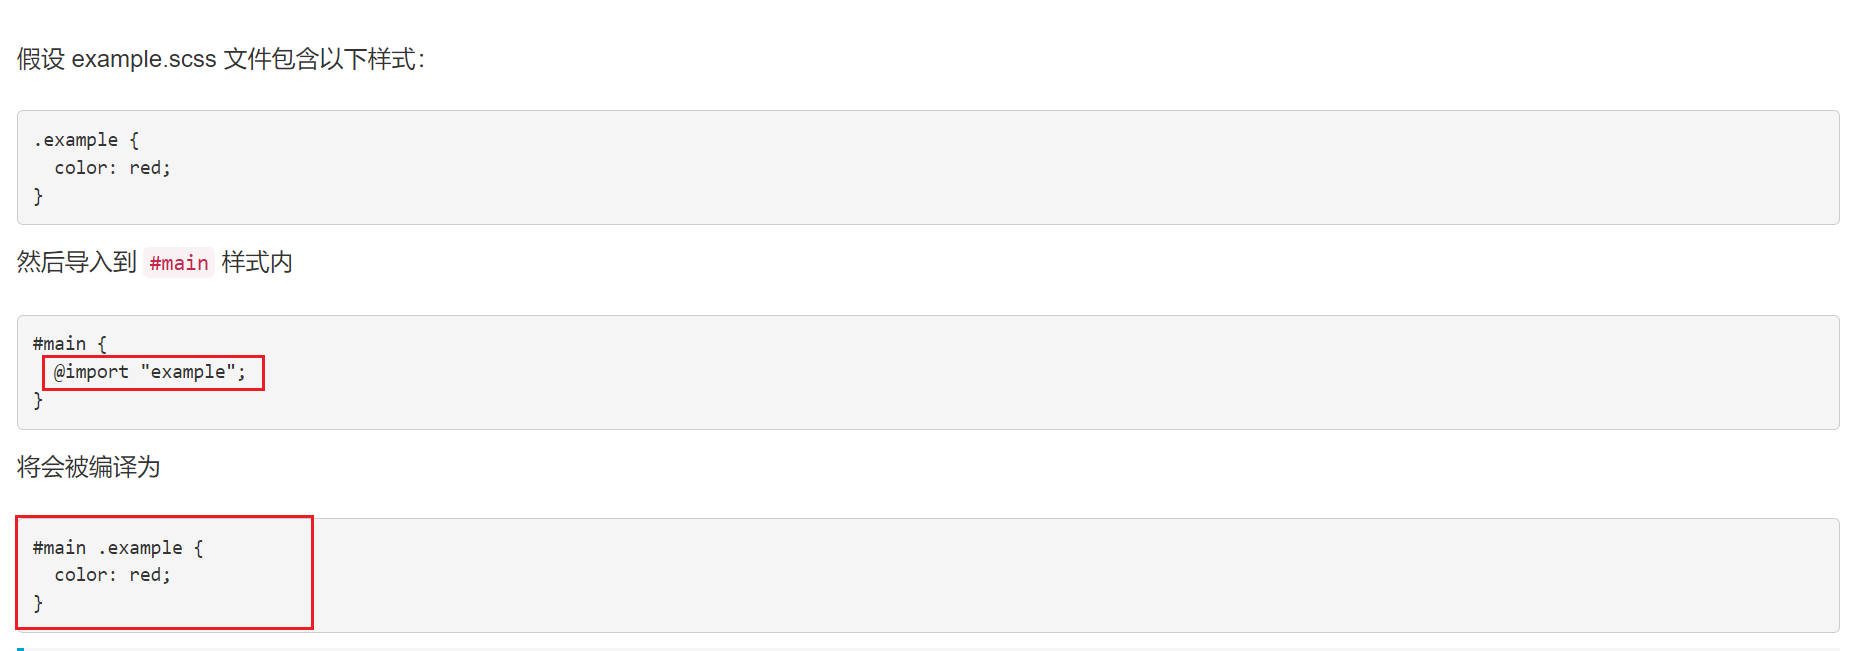 假设 example.scss 文件包含以下样式：
.example {
  color: red;
}
然后导入到 #main 样式内
#main {
  @import "example";
}
将会被编译为
#main .example {
  color: red;
}